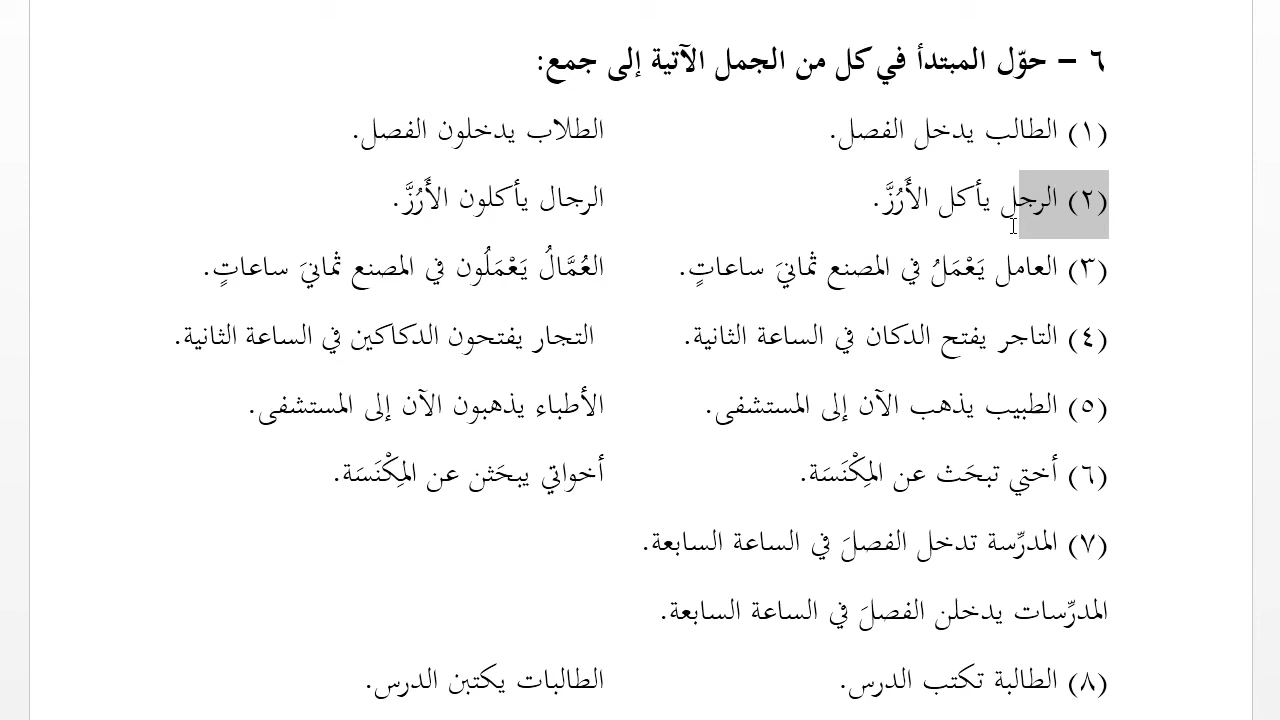 ٦ – حوّل المبتدأ في كل من الجمل الآتية إلى جمع:
(١) الطالب يدخل الفصل. الطلاب يدخلون الفصل.
(٢) الرجل يأكل الأَرُزَّ. الرجال يأكلون الأَرُزَّ.
(٣) العامل يَعْمَلُ في المصنع ثمانيَ ساعاتٍ. العُمَّالُ يَعْمَلُون في المصنع ثمانيَ ساعاتٍ.
(٤) التاجر يفتح الدكان في الساعة الثانية. التجار يفتحون الدكاكين في الساعة الثانية.
(٥) الطبيب يذهب الآن إلى المستشفى. الأطباء يذهبون الآن إلى المستشفى.
(٦) أختي تبحَث عن المِكْنَسَة. أخواتي يبحَثن عن المِكْنَسَة.
(٧) المدرِّسة تدخل الفصلَ في الساعة السابعة.
المدرِّسات يدخلن الفصلَ في الساعة السابعة.
(٨) الطالبة تكتب الدرس. الطالبات يكتبن الدرس.